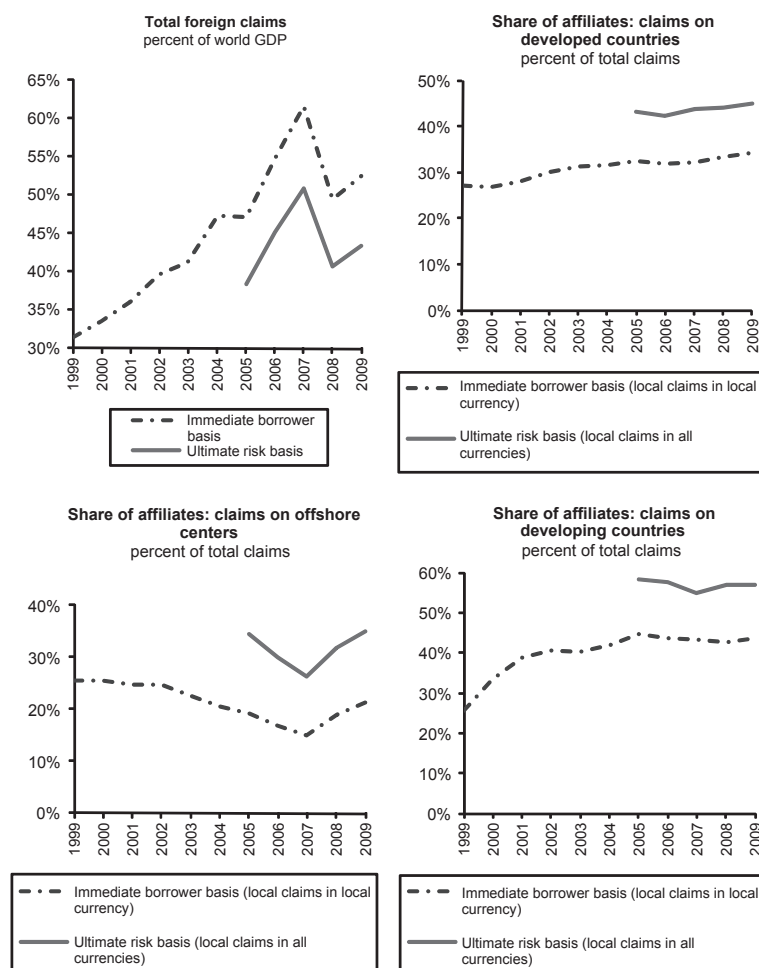 Total foreign claims
percent of world GDP
65%
60%
55%
50%
45%
40%
35%
30%
1999
2000
2001
2002
2003
2004
2005
2006
2007
2008
2009
Immediate borrower
basis
Ultimate risk basis
Share of affiliates: claims on
developed countries
percent of total claims
50%
40%
30%
20%
10%
0%
1999
2000
2001
2002
2003
2004
2005
2006
2007
2008
2009
Immediate borrower basis (local claims in local
currency)
Ultimate risk basis (local claims in all
currencies)
Share of affiliates: claims on offshore
centers
percent of total claims
40%
30%
20%
10%
0%
1999
2000
2001
2002
2003
2004
2005
2006
2007
2008
2009
Immediate borrower basis (local claims in local
currency)
Ultimate risk basis (local claims in all
currencies)
Share of affiliates: claims on
developing countries
percent of total claims
60%
50%
40%
30%
20%
10%
0%
1999
2000
2001
2002
2003
2004
2005
2006
2007
2008
2009
Immediate borrower basis (local claims in local
currency)
Ultimate risk basis (local claims in all
currencies)